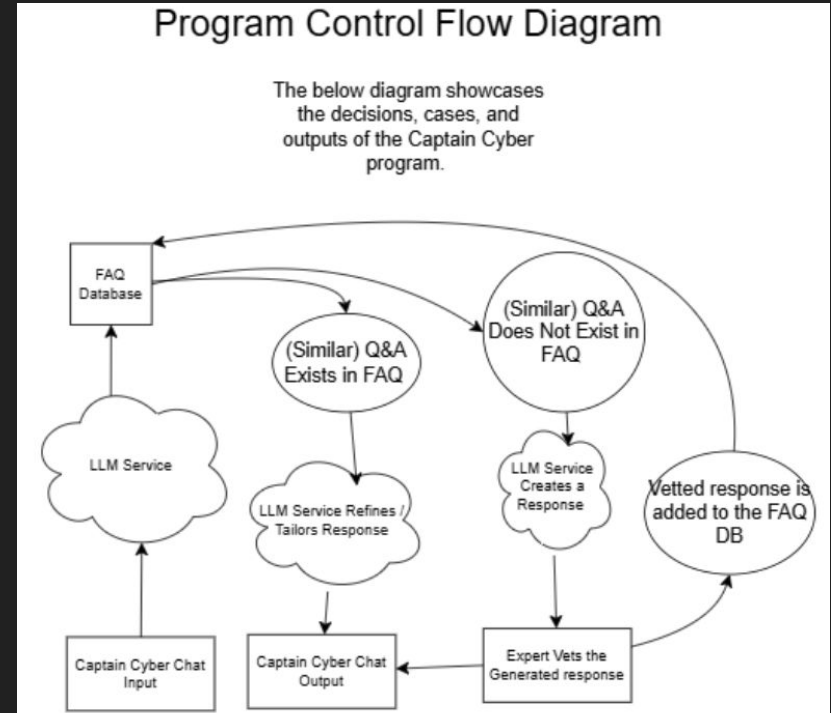 Program Control Flow Diagram
The below diagram showcases
the decisions, cases, and
outputs of the Captain Cyber
program.
FAQ
Database
(Similar) Q&A
Exists in FAQ
(Similar) Q&A
Does Not Exist in
FAQ
LLM Service
LLM Service Refines /
Tailors Response
LLM Service
Creates a
Response
Vetted response is
added to the FAQ
DB
Captain Cyber Chat
Input
Captain Cyber Chat
Output
Expert Vets the
Generated response